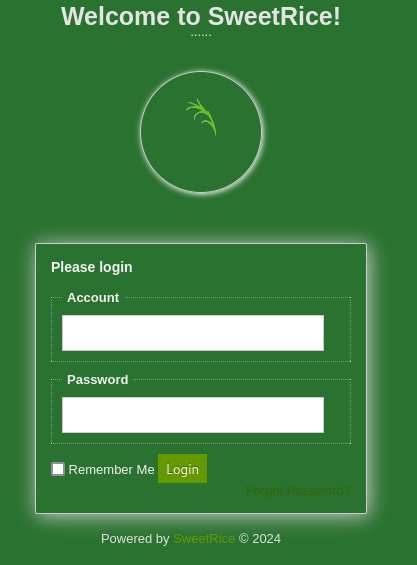 Welcome to SweetRice!
......
Please login
Account
Password
Remember Me Login
Forgot Password?
Powered by SweetRice © 2024